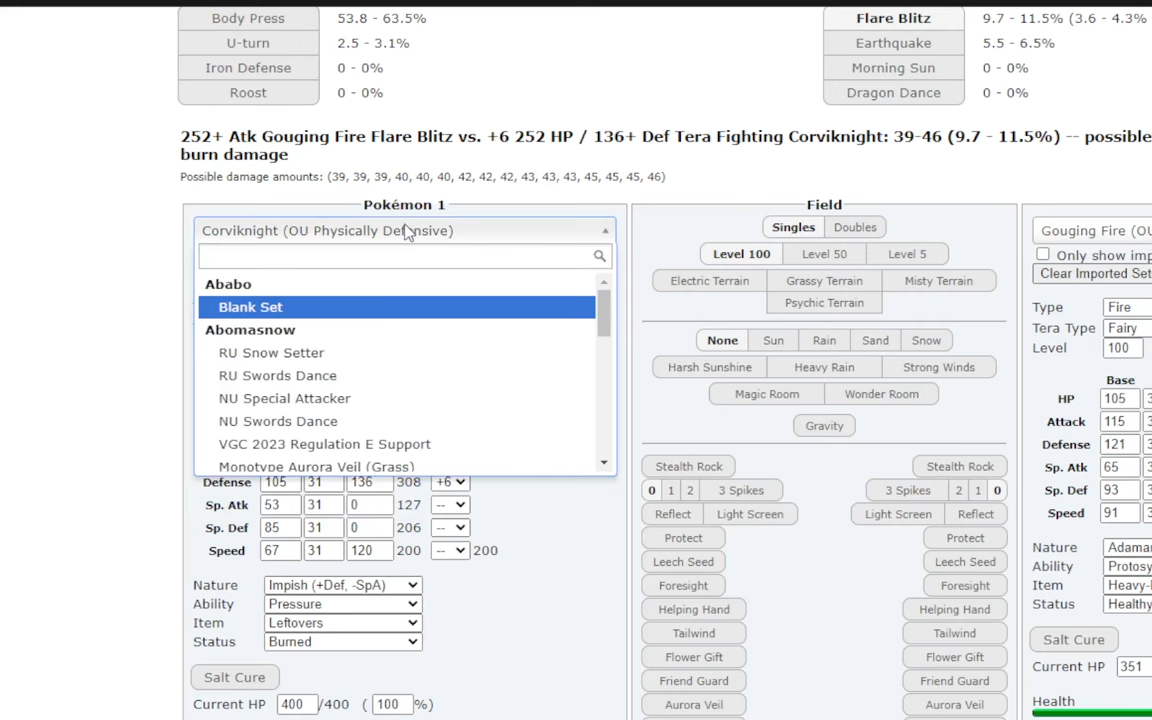 Body Press 53.8 - 63.5% Flare Blitz 9.7 - 11.5% (3.6 - 4.3%
U-turn 2.5 - 3.1% Earthquake 5.5 - 6.5%
Iron Defense 0 - 0% Morning Sun 0 - 0%
Roost 0 - 0% Dragon Dance 0 - 0%
252+ Atk Gouging Fire Flare Blitz vs. +6 252 HP / 136+ Def Tera Fighting Corviknight: 39-46 (9.7 - 11.5%) -- possible
burn damage
Possible damage amounts: (39, 39, 39, 40, 40, 40, 42, 42, 42, 43, 43, 43, 45, 45, 45, 46)
Pokémon 1
Corviknight (OU Physically Defensive)
Ababo
Blank Set
Abomasnow
RU Snow Setter
RU Swords Dance
NU Special Attacker
NU Swords Dance
VGC 2023 Regulation E Support
Monotype Aurora Veil (Grass)
Defense 105 31 136 308 +6
Sp. Atk 53 31 0 127 --
Sp. Def 85 31 0 206 --
Speed 67 31 120 200 -- 200
Nature Impish (+Def, -SpA)
Ability Pressure
Item Leftovers
Status Burned
Salt Cure
Current HP 400 /400 ( 100 %)
Field
Singles Doubles
Level 100 Level 50 Level 5
Electric Terrain Grassy Terrain Misty Terrain
Psychic Terrain
None Sun Rain Sand Snow
Harsh Sunshine Heavy Rain Strong Winds
Magic Room Wonder Room
Gravity
Stealth Rock Stealth Rock
0 1 2 3 Spikes 3 Spikes 2 1 0
Reflect Light Screen Light Screen Reflect
Protect Protect
Leech Seed Leech Seed
Foresight Foresight
Helping Hand Helping Hand
Tailwind Tailwind
Flower Gift Flower Gift
Friend Guard Friend Guard
Aurora Veil Aurora Veil
Gouging Fire (OU
Only show imp
Clear Imported Set
Type Fire
Tera Type Fairy
Level 100
Base
HP 105 3
Attack 115 3
Defense 121 3
Sp. Atk 65 3
Sp. Def 93 3
Speed 91 3
Nature Adaman
Ability Protosy
Item Heavy-
Status Healthy
Salt Cure
Current HP 351
Health